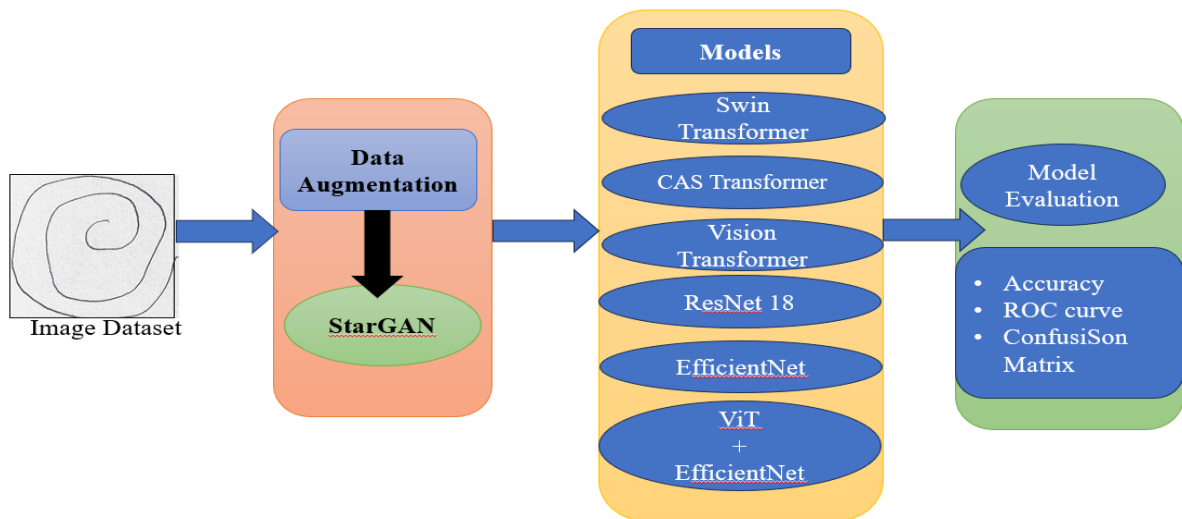 Image Dataset
Data
Augmentation
StarGAN
Models
Swin
Transformer
CAS Transformer
Vision
Transformer
ResNet 18
EfficientNet
ViT
+
EfficientNet
Model
Evaluation
• Accuracy
• ROC curve
• ConfusiSon
Matrix